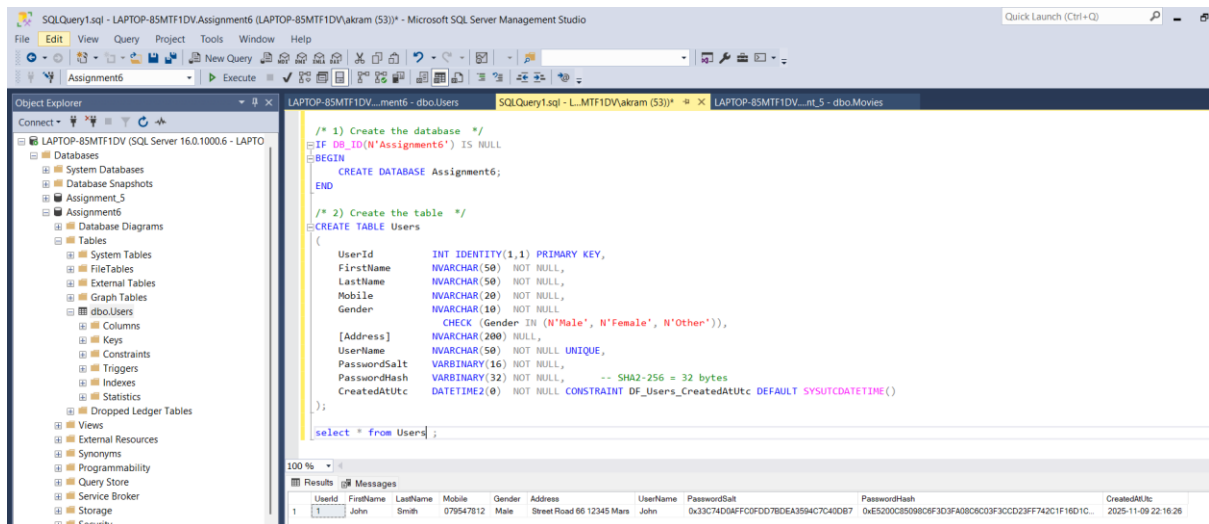 SQLQuery1.sql - LAPTOP-85MTF1DV.Assignment6 (LAPTOP-85MTF1DV\akram (53))* - Microsoft SQL Server Management Studio
Quick Launch (Ctrl+Q)
File Edit View Query Project Tools Window Help
New Query
Assignment6 Execute
Object Explorer
LAPTOP-85MTF1DV....ment6 - dbo.Users SQLQuery1.sql - L...MTF1DV\akram (53))* LAPTOP-85MTF1DV....nt_5 - dbo.Movies
Connect
LAPTOP-85MTF1DV (SQL Server 16.0.1000.6 - LAPTO
Databases
System Databases
Database Snapshots
Assignment_5
Assignment6
Database Diagrams
Tables
System Tables
FileTables
External Tables
Graph Tables
dbo.Users
Columns
Keys
Constraints
Triggers
Indexes
Statistics
Dropped Ledger Tables
Views
External Resources
Synonyms
Programmability
Query Store
Service Broker
Storage
Security
/* 1) Create the database */
IF DB_ID(N'Assignment6') IS NULL
BEGIN
CREATE DATABASE Assignment6;
END
/* 2) Create the table */
CREATE TABLE Users
(
UserId INT IDENTITY(1,1) PRIMARY KEY,
FirstName NVARCHAR(50) NOT NULL,
LastName NVARCHAR(50) NOT NULL,
Mobile NVARCHAR(20) NOT NULL,
Gender NVARCHAR(10) NOT NULL
CHECK (Gender IN (N'Male', N'Female', N'Other')),
[Address] NVARCHAR(200) NULL,
UserName NVARCHAR(50) NOT NULL UNIQUE,
PasswordSalt VARBINARY(16) NOT NULL,
PasswordHash VARBINARY(32) NOT NULL, -- SHA2-256 = 32 bytes
CreatedAtUtc DATETIME2(0) NOT NULL CONSTRAINT DF_Users_CreatedAtUtc DEFAULT SYSUTCDATETIME()
);
select * from Users ;
100 %
Results Messages
UserId FirstName LastName Mobile Gender Address UserName PasswordSalt PasswordHash CreatedAtUtc
1 1 John Smith 079547812 Male Street Road 66 12345 Mars John 0x33C74D0AFFC0FDD7BDEA3594C7C40DB7 0xE5200C85098C6F3D3FA08C6C03F3CCD23FF742C1F16D1C... 2025-11-09 22:16:26